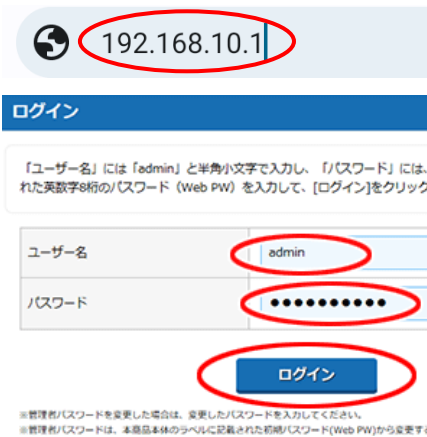 192.168.10.1
ログイン
「ユーザー名」には「admin」と半角小文字で入力し、「パスワード」には、
れた英数字8桁のパスワード（Web PW）を入力して、[ログイン]をクリック
ユーザー名
admin
パスワード
●●●●●●●●●●
ログイン
※管理者パスワードを変更した場合は、変更したパスワードを入力してください。
※管理者パスワードは、本商品本体のラベルに記載された初期パスワード(Web PW)から変更す